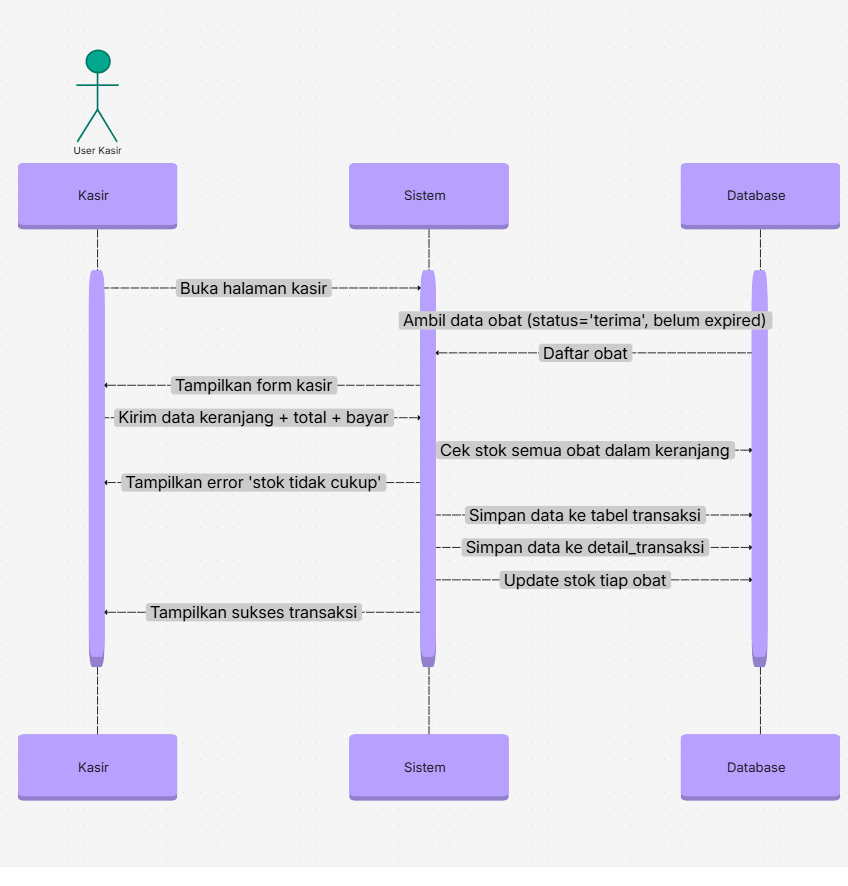 User Kasir
Kasir
Sistem
Database
Buka halaman kasir
Ambil data obat (status='terima', belum expired)
Daftar obat
Tampilkan form kasir
Kirim data keranjang + total + bayar
Cek stok semua obat dalam keranjang
Tampilkan error 'stok tidak cukup'
Simpan data ke tabel transaksi
Simpan data ke detail_transaksi
Update stok tiap obat
Tampilkan sukses transaksi
Kasir
Sistem
Database